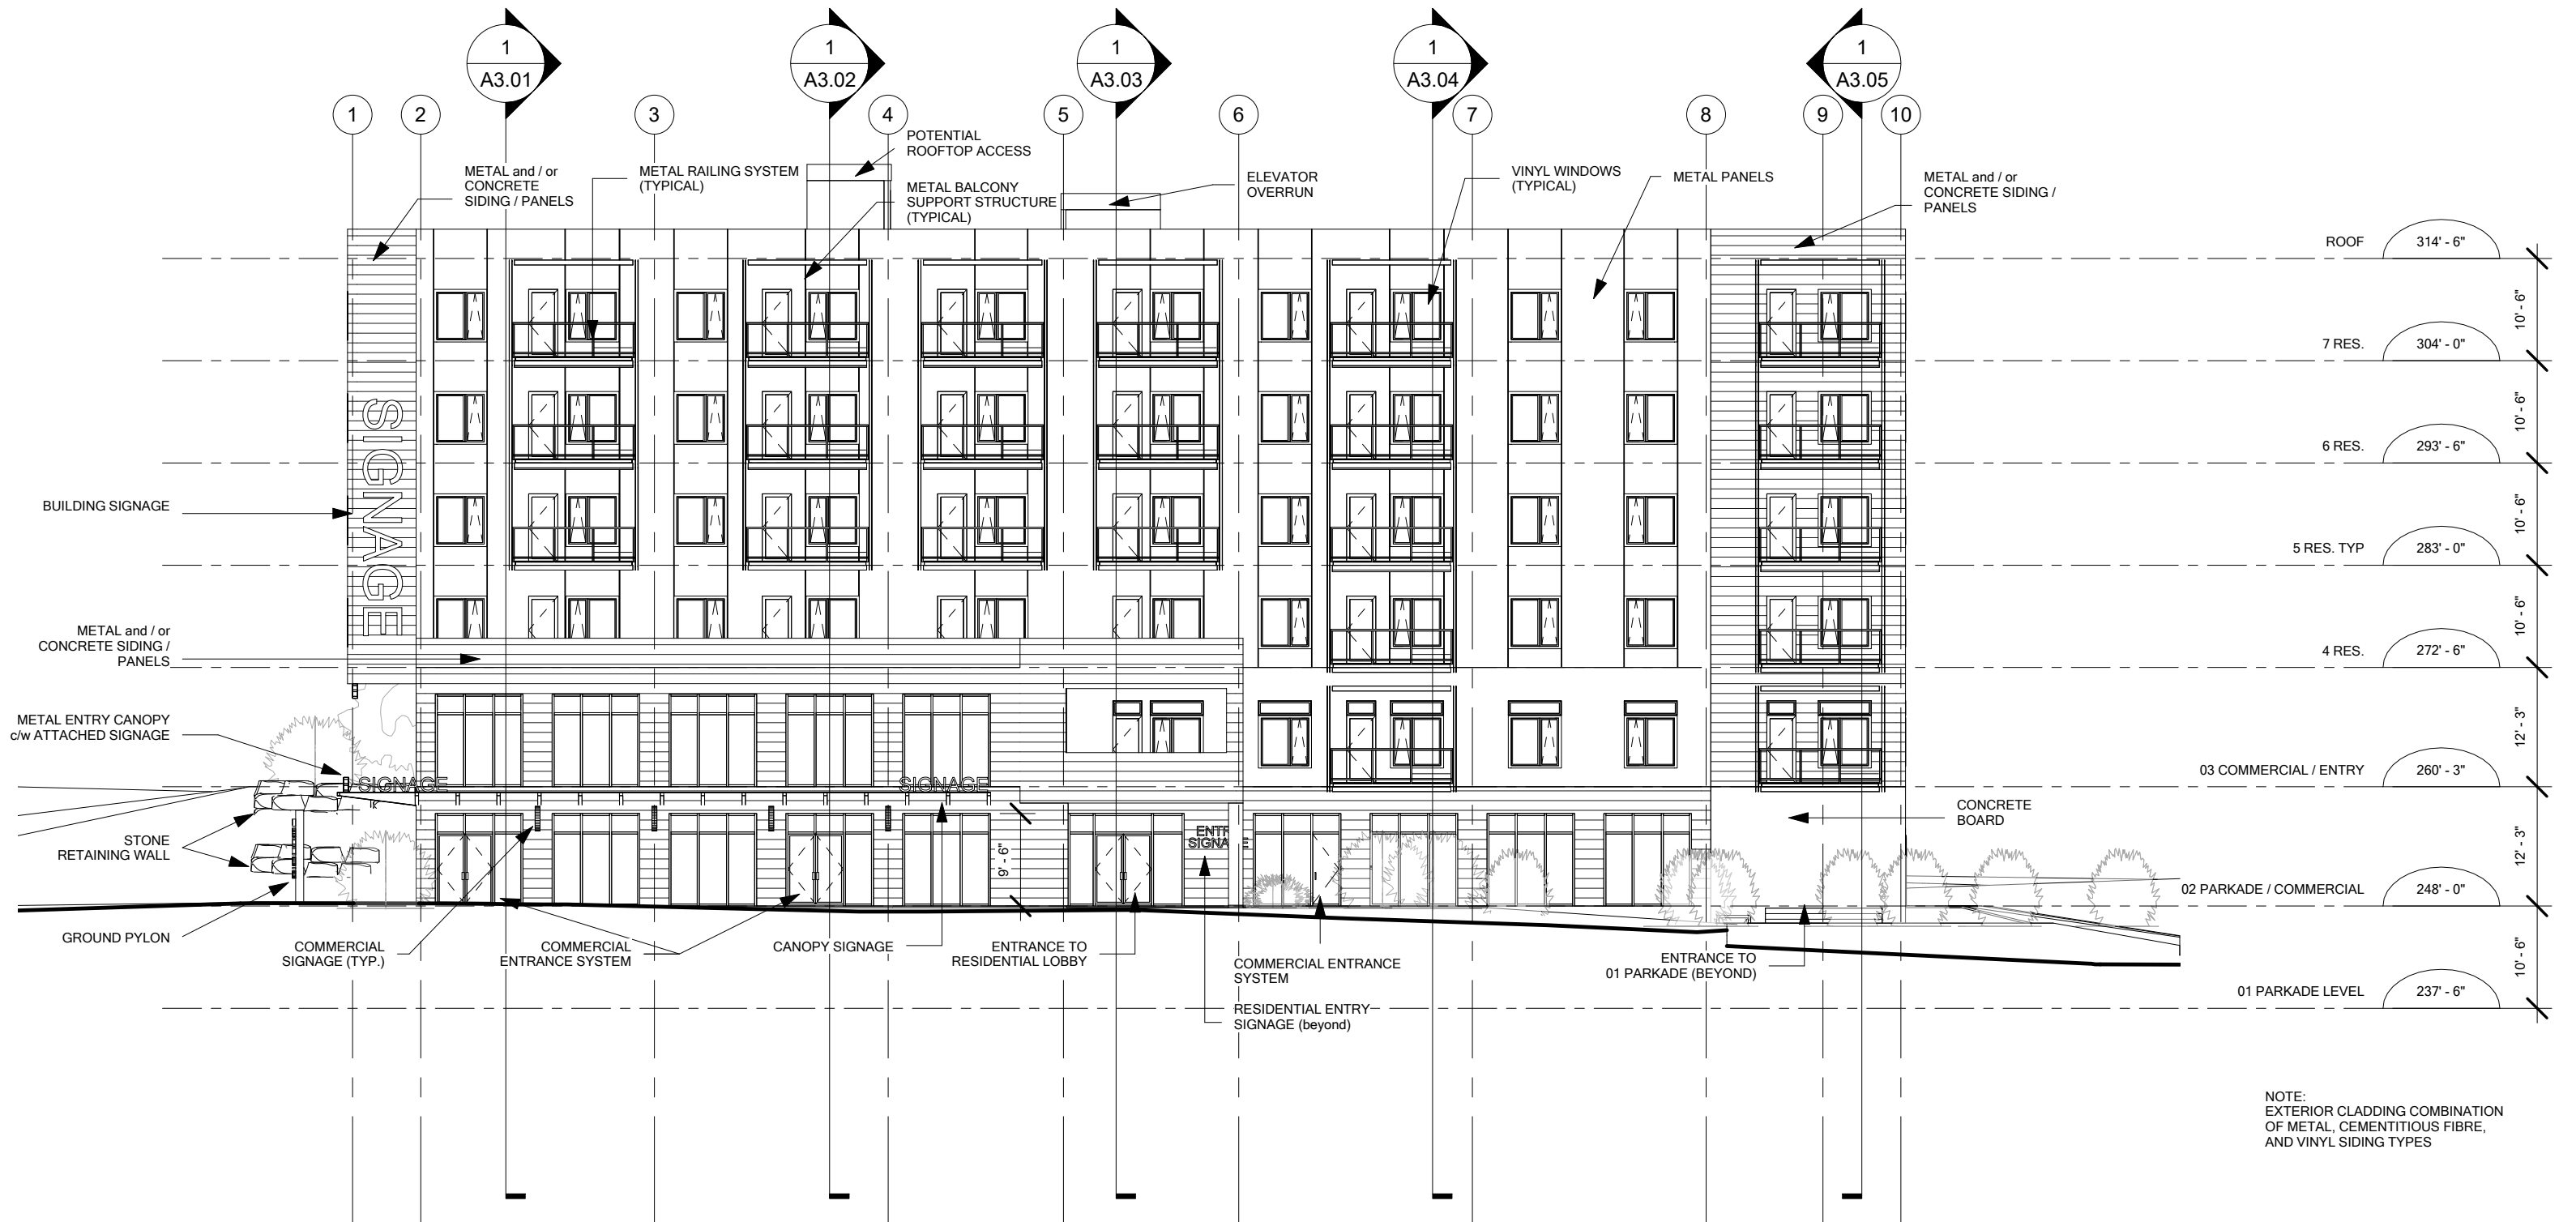 1
A3.01
1
A3.02
1
A3.03
1
A3.04
1
A3.05
1
2
3
4
5
6
7
8
9
10
METAL and / or
CONCRETE
SIDING / PANELS
METAL RAILING SYSTEM
(TYPICAL)
POTENTIAL
ROOFTOP ACCESS
METAL BALCONY
SUPPORT STRUCTURE
(TYPICAL)
ELEVATOR
OVERRUN
VINYL WINDOWS
(TYPICAL)
METAL PANELS
METAL and / or
CONCRETE SIDING /
PANELS
ROOF
314' - 6"
10' - 6"
7 RES.
304' - 0"
10' - 6"
6 RES.
293' - 6"
10' - 6"
5 RES. TYP
283' - 0"
10' - 6"
4 RES.
272' - 6"
12' - 3"
03 COMMERCIAL / ENTRY
260' - 3"
12' - 3"
02 PARKADE / COMMERCIAL
248' - 0"
10' - 6"
01 PARKADE LEVEL
237' - 6"
SIGNAGE
BUILDING SIGNAGE
METAL and / or
CONCRETE SIDING /
PANELS
METAL ENTRY CANOPY
c/w ATTACHED SIGNAGE
SIGNAGE
SIGNAGE
STONE
RETAINING WALL
9' - 6"
ENTRY
SIGNAGE
CONCRETE
BOARD
GROUND PYLON
COMMERCIAL
SIGNAGE (TYP.)
COMMERCIAL
ENTRANCE SYSTEM
CANOPY SIGNAGE
ENTRANCE TO
RESIDENTIAL LOBBY
COMMERCIAL ENTRANCE
SYSTEM
RESIDENTIAL ENTRY
SIGNAGE (beyond)
ENTRANCE TO
01 PARKADE (BEYOND)
NOTE:
EXTERIOR CLADDING COMBINATION
OF METAL, CEMENTITIOUS FIBRE,
AND VINYL SIDING TYPES